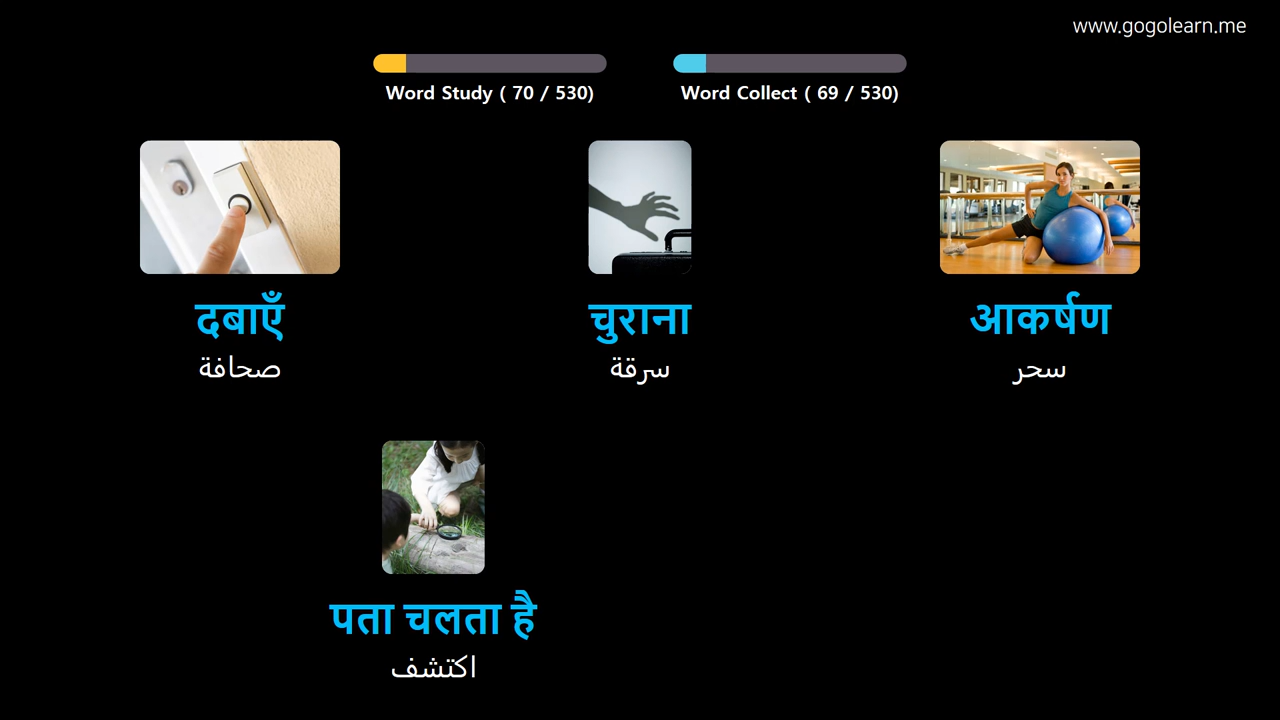 www.gogolearn.me
Word Study ( 70 / 530)
Word Collect ( 69 / 530)
दबाएँ
صحافة
चुराना
سرقة
आकर्षण
سحر
पता चलता है
اكتشف